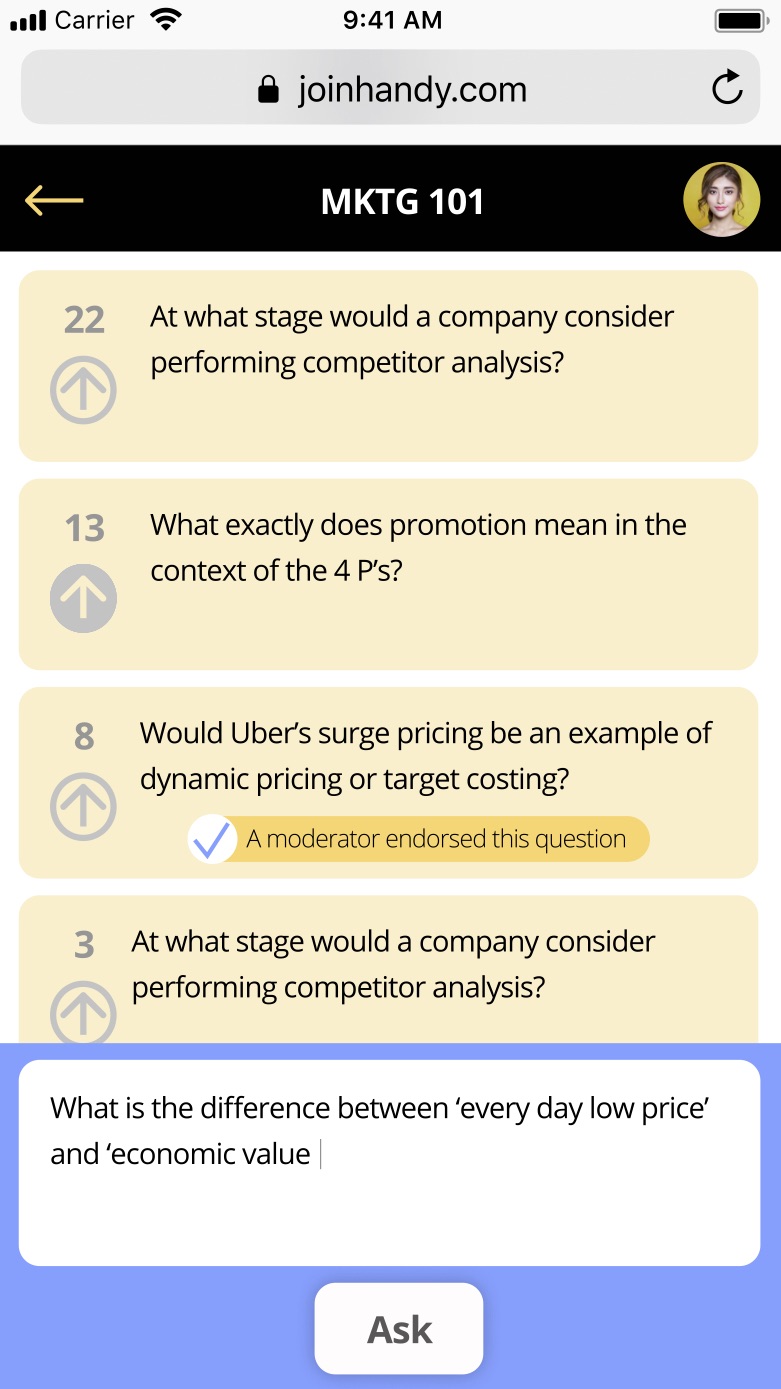 Carrier 9:41 AM
joinhandy.com
MKTG 101
22 At what stage would a company consider
performing competitor analysis?
13 What exactly does promotion mean in the
context of the 4 P’s?
8 Would Uber’s surge pricing be an example of
dynamic pricing or target costing?
A moderator endorsed this question
3 At what stage would a company consider
performing competitor analysis?
What is the difference between ‘every day low price’
and ‘economic value
Ask